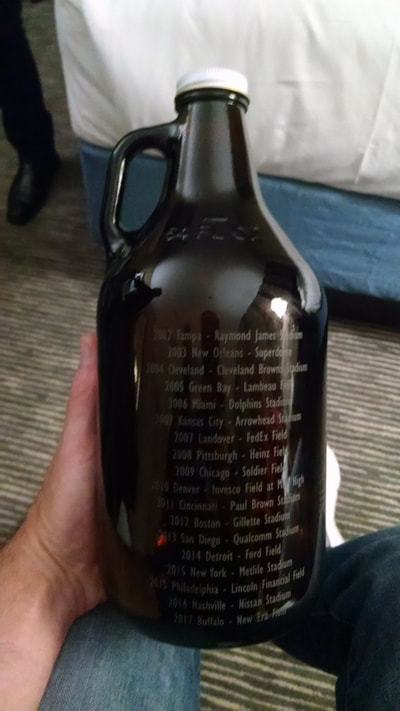 64 FL OZ
2002 Tampa - Raymond James Stadium
2003 New Orleans - Superdome
2004 Cleveland - Cleveland Browns Stadium
2005 Green Bay - Lambeau Field
2006 Miami - Dolphins Stadium
2007 Kansas City - Arrowhead Stadium
2007 Landover - FedEx Field
2008 Pittsburgh - Heinz Field
2009 Chicago - Soldier Field
2010 Denver - Invesco Field at Mile High
2011 Cincinnati - Paul Brown Stadium
2012 Boston - Gillette Stadium
2013 San Diego - Qualcomm Stadium
2014 Detroit - Ford Field
2015 New York - Metlife Stadium
2015 Philadelphia - Lincoln Financial Field
2016 Nashville - Nissan Stadium
2017 Buffalo - New Era Field